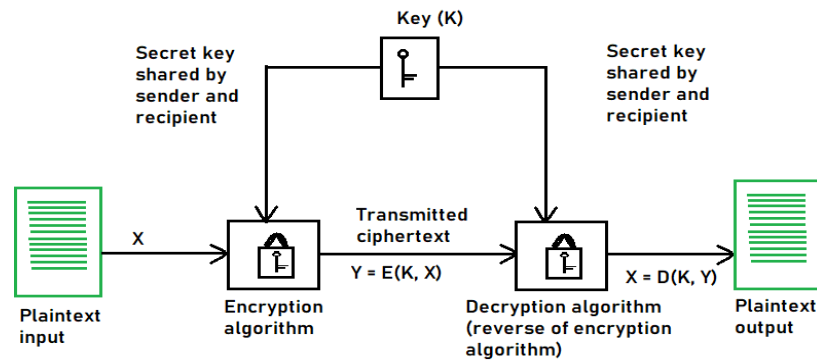 Key (K)
Secret key
shared by
sender and
recipient
Secret key
shared by
sender and
recipient
X
Transmitted
ciphertext
Y = E(K, X)
X = D(K, Y)
Plaintext
input
Encryption
algorithm
Decryption algorithm
(reverse of encryption
algorithm)
Plaintext
output